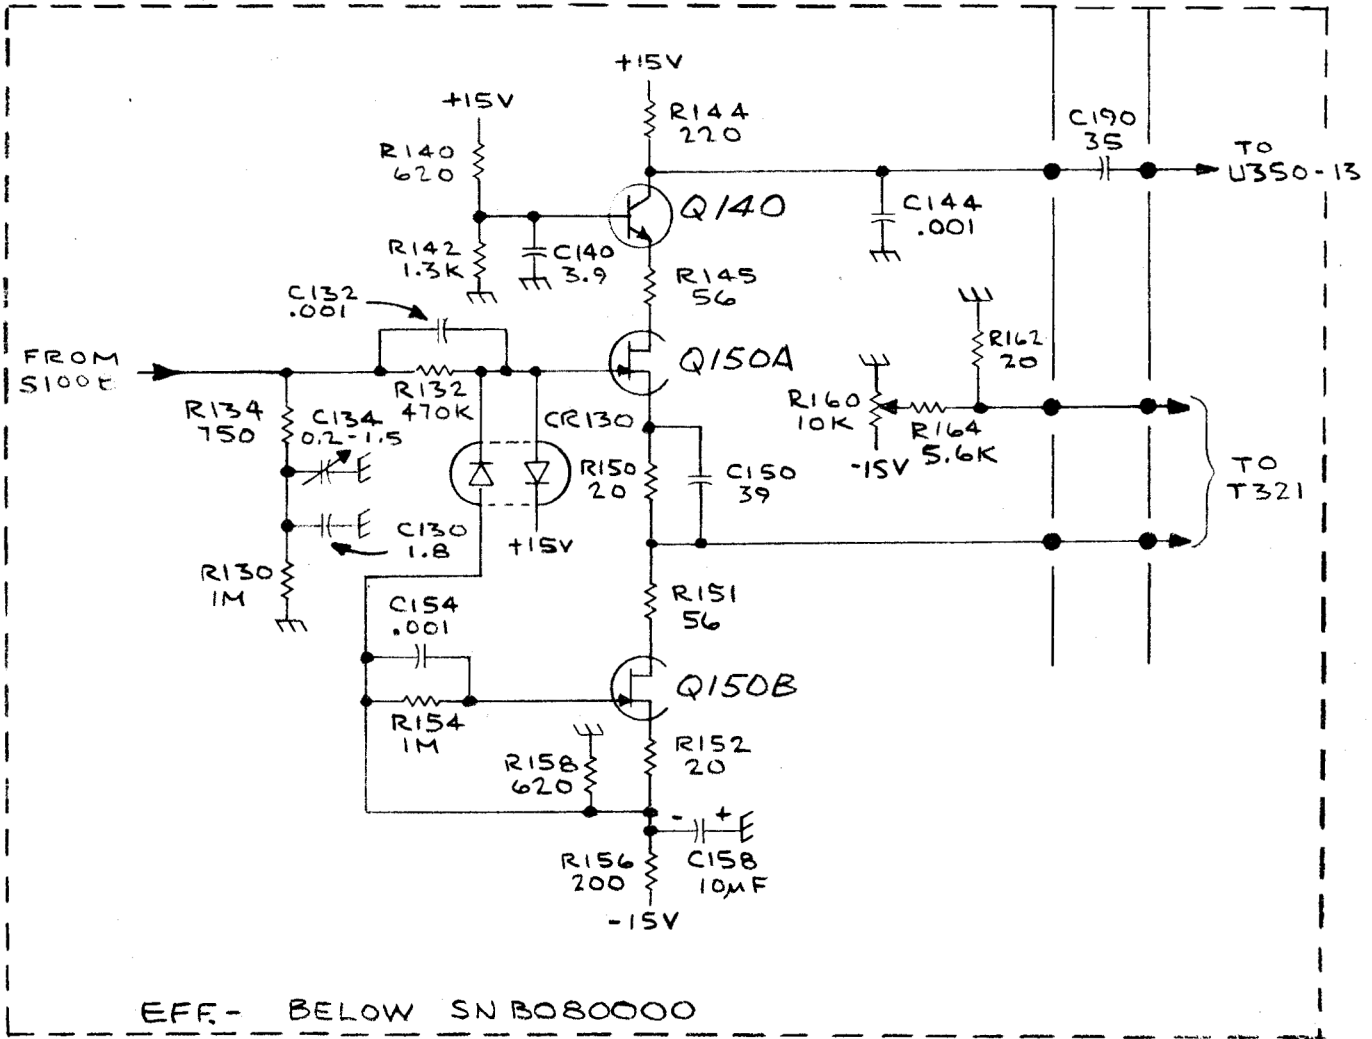 +15V
R144
220
+15V
R140
620
C190
35
TO
U350-13
Q140
C144
.001
R142
1.3K
C140
3.9
R145
56
C132
.001
FROM
S100E
R132
470K
Q150A
R162
20
R160
10K
R164
5.6K
-15V
R134
750
C134
0.2-1.5
CR130
R150
20
C150
39
TO
T321
C130
1.8
+15V
R130
1M
R151
56
C154
.001
Q150B
R154
1M
R158
620
R152
20
- +
R156
200
C158
10µF
-15V
EFF.- BELOW SN B080000